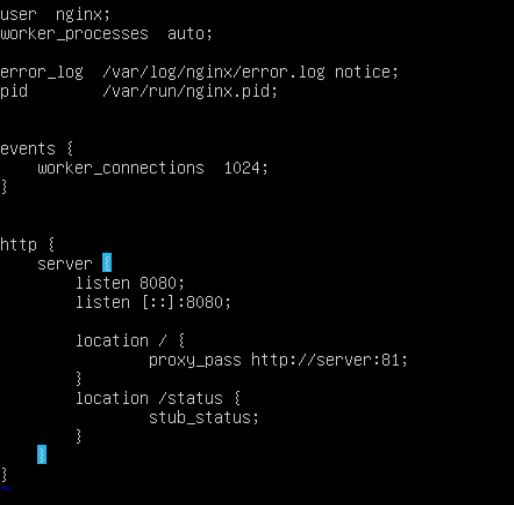 user  nginx;
worker_processes  auto;
error_log  /var/log/nginx/error.log notice;
pid        /var/run/nginx.pid;
events {
    worker_connections  1024;
}
http {
    server {
        listen 8080;
        listen [::]:8080;
        location / {
                proxy_pass http://server:81;
        }
        location /status {
                stub_status;
        }
    }
}
~